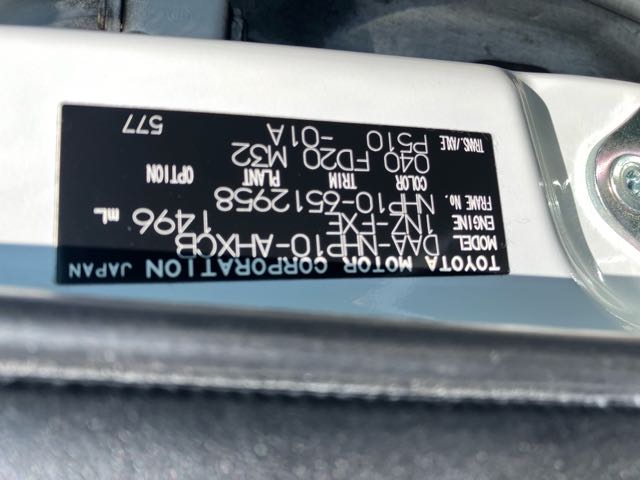 TOYOTA MOTOR CORPORATION JAPAN
MODEL DAA-NHP10-AHXCB
ENGINE 1NZ-FXE 1496 mL
FRAME No. NHP10-6512958
COLOR TRIM PLANT OPTION
040 FD20 M32
TRANS./AXLE P510 -01A
577